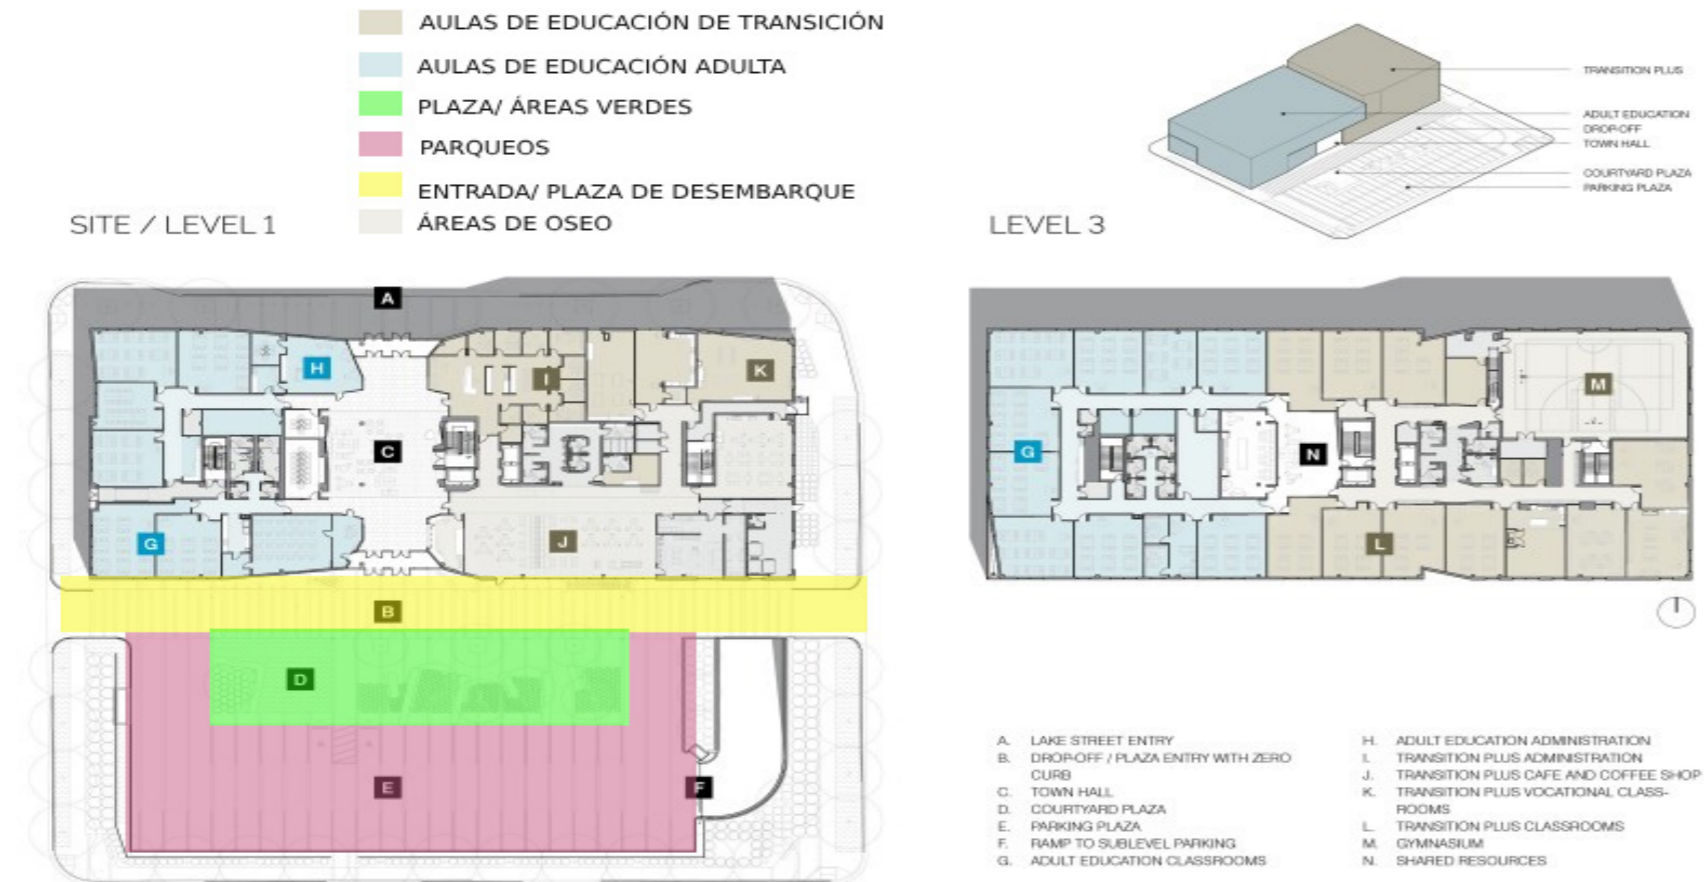 AULAS DE EDUCACIÓN DE TRANSICIÓN
AULAS DE EDUCACIÓN ADULTA
PLAZA/ ÁREAS VERDES
PARQUEOS
ENTRADA/ PLAZA DE DESEMBARQUE
ÁREAS DE OSEO
TRANSITION PLUS
ADULT EDUCATION
DROP-OFF
TOWN HALL
COURTYARD PLAZA
PARKING PLAZA
SITE / LEVEL 1
LEVEL 3
A
H
I
K
C
G
J
B
D
E
F
M
G
N
L
A. LAKE STREET ENTRY
B. DROP-OFF / PLAZA ENTRY WITH ZERO
CURB
C. TOWN HALL
D. COURTYARD PLAZA
E. PARKING PLAZA
F. RAMP TO SUBLEVEL PARKING
G. ADULT EDUCATION CLASSROOMS
H. ADULT EDUCATION ADMINISTRATION
I. TRANSITION PLUS ADMINISTRATION
J. TRANSITION PLUS CAFE AND COFFEE SHOP
K. TRANSITION PLUS VOCATIONAL CLASS-
ROOMS
L. TRANSITION PLUS CLASSROOMS
M. GYMNASIUM
N. SHARED RESOURCES